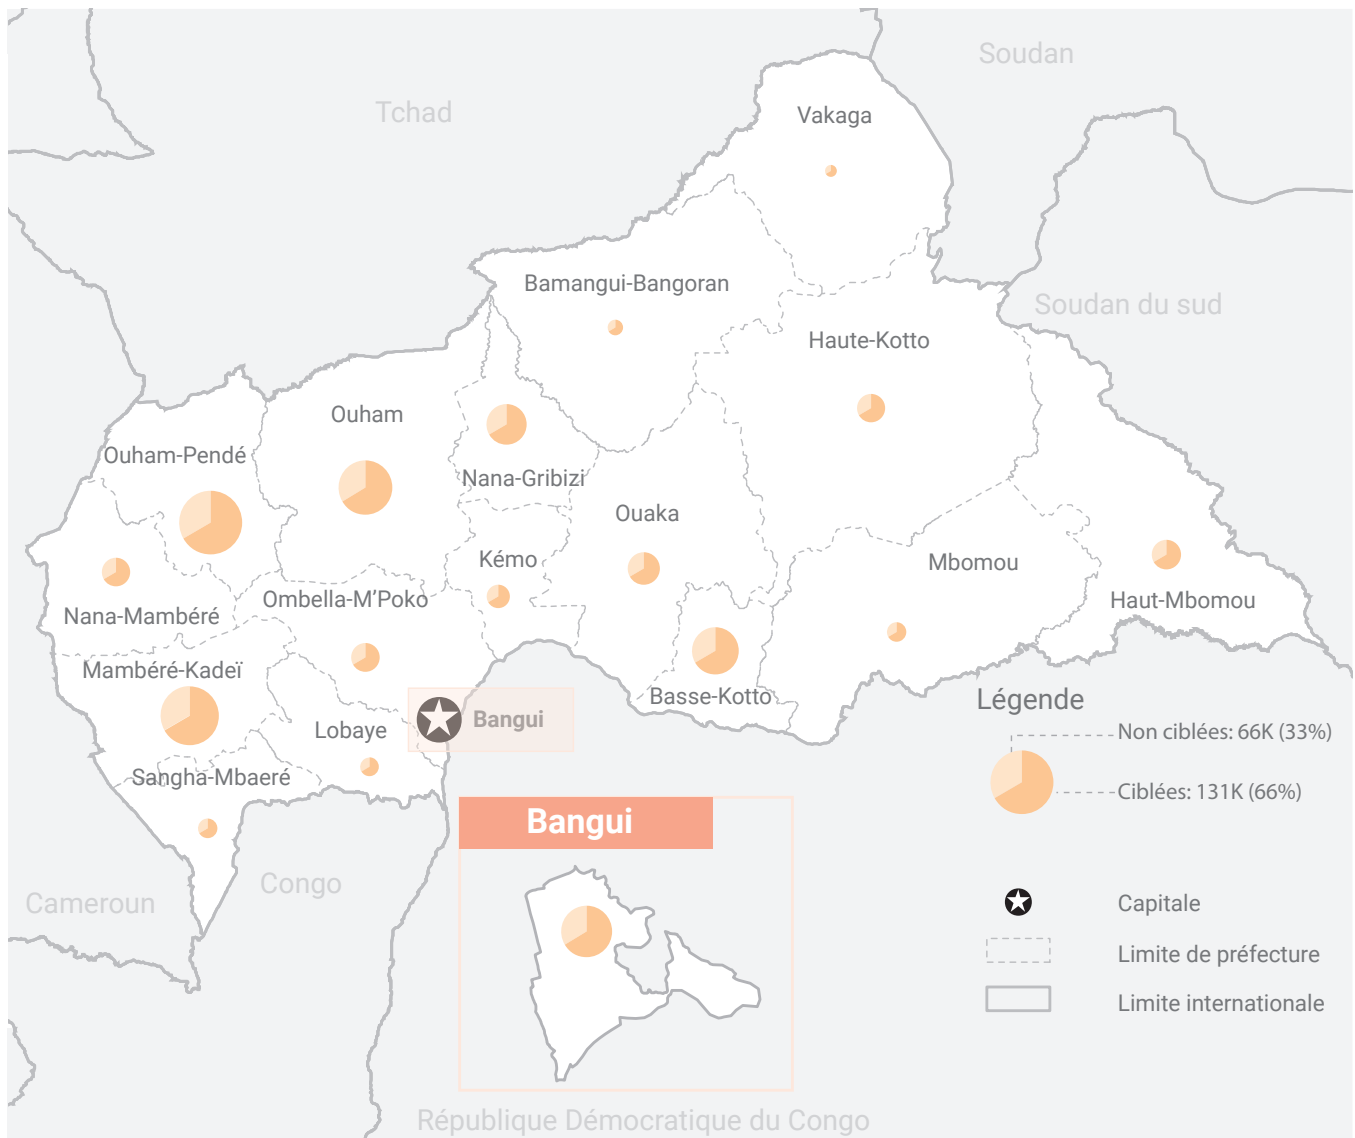 Soudan
Tchad
Vakaga
Bamangui-Bangoran
Soudan du sud
Haute-Kotto
Ouham
Ouham-Pendé
Nana-Gribizi
Ouaka
Kémo
Mbomou
Ombella-M'Poko
Haut-Mbomou
Nana-Mambéré
Mambéré-Kadeï
Basse-Kotto
Bangui
Lobaye
Sangha-Mbaeré
Légende
Non ciblées: 66K (33%)
Ciblées: 131K (66%)
Bangui
Congo
Cameroun
Capitale
Limite de préfecture
Limite internationale
République Démocratique du Congo